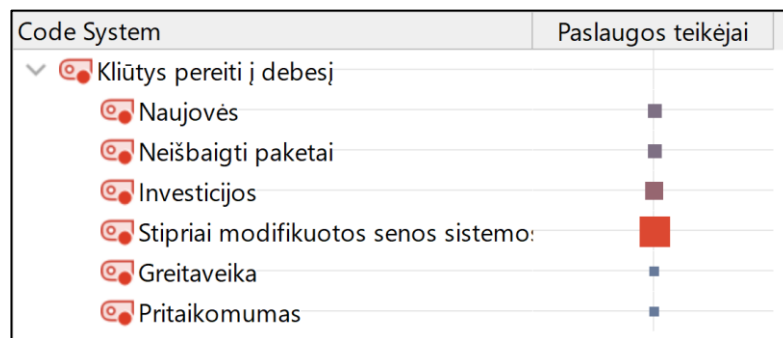 Code System Paslaugos teikėjai
Kliūtys pereiti į debesį
Naujovės
Neišbaigti paketai
Investicijos
Stipriai modifikuotos senos sistemos
Greitaveika
Pritaikomumas